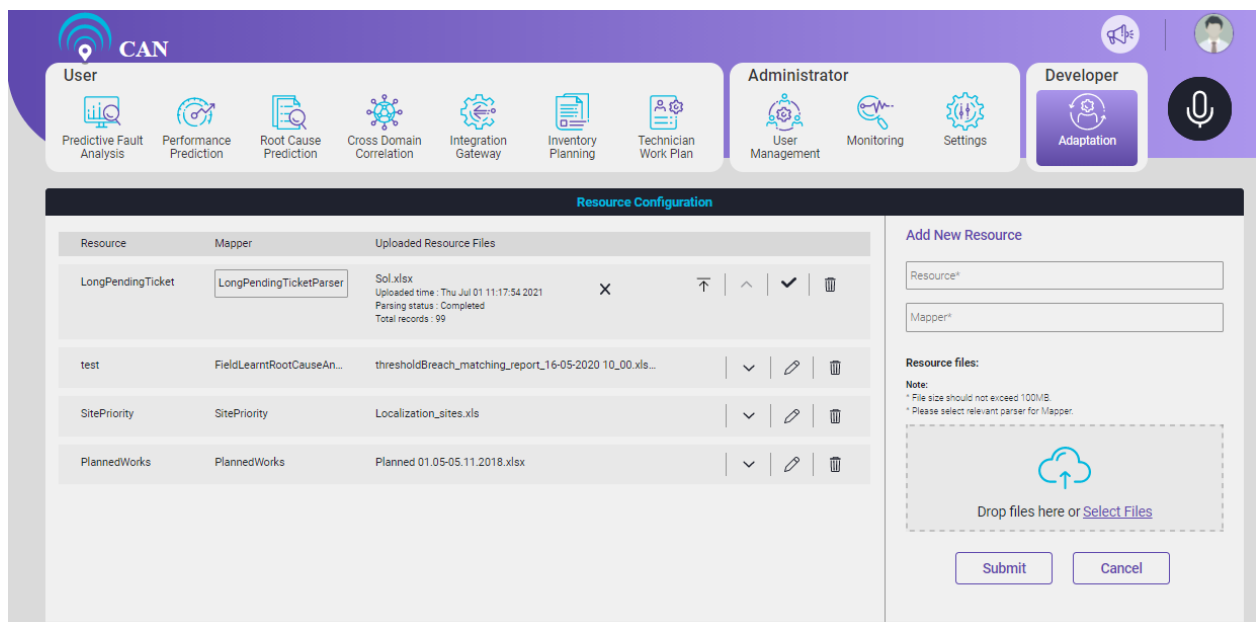 CAN
User
Administrator
Developer
Predictive Fault
Analysis
Performance
Prediction
Root Cause
Prediction
Cross Domain
Correlation
Integration
Gateway
Inventory
Planning
Technician
Work Plan
User
Management
Monitoring
Settings
Adaptation
Resource Configuration
Resource Mapper Uploaded Resource Files
LongPendingTicket LongPendingTicketParser Sol.xlsx
Uploaded time : Thu Jul 01 11:17:54 2021
Parsing status : Completed
Total records : 99
test FieldLearntRootCauseAn... thresholdBreach_matching_report_16-05-2020 10_00.xls...
SitePriority SitePriority Localization_sites.xls
PlannedWorks PlannedWorks Planned 01.05-05.11.2018.xlsx
Add New Resource
Resource*
Mapper*
Resource files:
Note:
* File size should not exceed 100MB.
* Please select relevant parser for Mapper.
Drop files here or Select Files
Submit Cancel